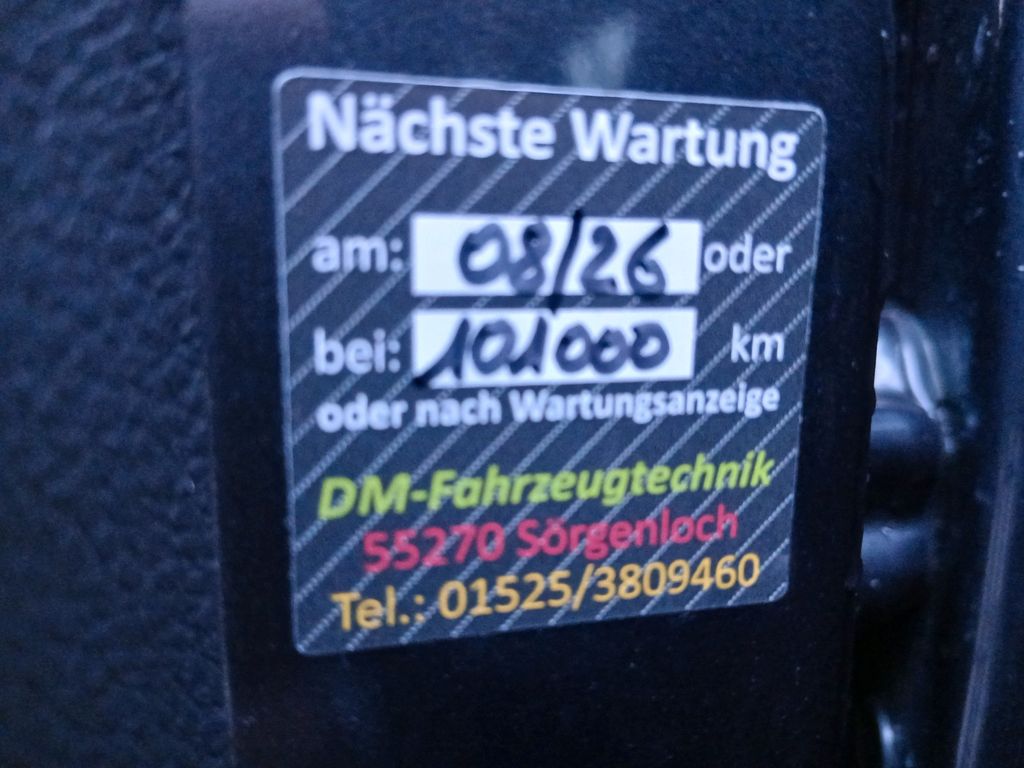 Nächste Wartung
am: 08/26 oder
bei: 101000 km
oder nach Wartungsanzeige
DM-Fahrzeugtechnik
55270 Sörgenloch
Tel.: 01525/3809460